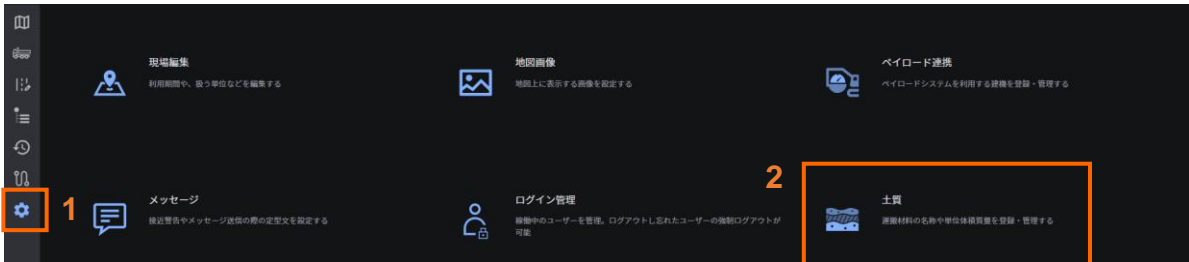 現場編集
利用期間や、扱う単位などを編集する
地図画像
地図上に表示する画像を設定する
ペイロード連携
ペイロードシステムを利用する建機を登録・管理する
1
メッセージ
接近警告やメッセージ送信の際の定型文を設定する
ログイン管理
稼働中のユーザーを管理。ログアウトし忘れたユーザーの強制ログアウトが
可能
2
土質
運搬材料の名称や単位体積質量を登録・管理する